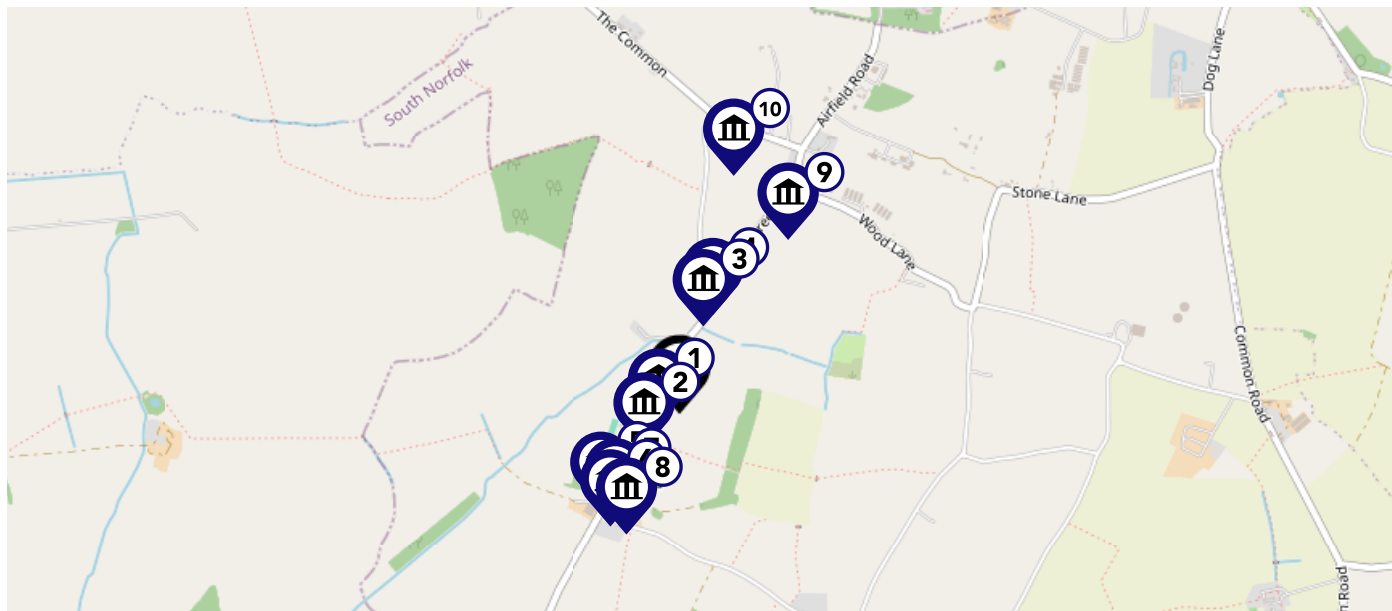 The Common
South Norfolk
Airfield Road
Dog Lane
10
9
Stone Lane
Wood Lane
3
1
2
Common Road
8
n Road